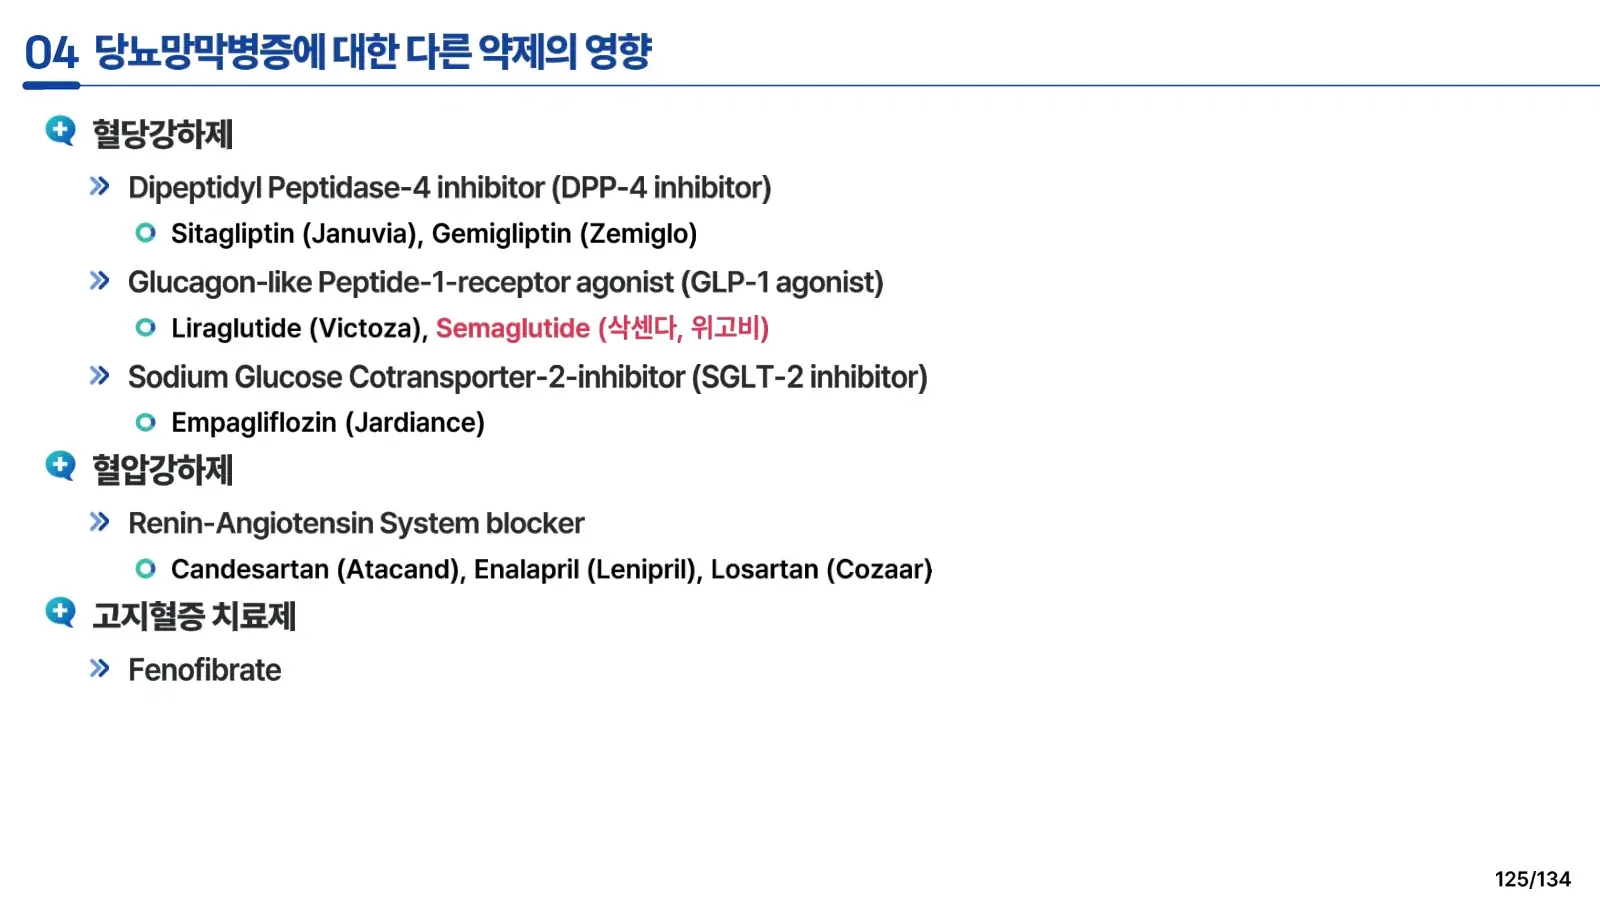 04 당뇨망막병증에 대한 다른 약제의 영향
혈당강하제
Dipeptidyl Peptidase-4 inhibitor (DPP-4 inhibitor)
Sitagliptin (Januvia), Gemigliptin (Zemiglo)
Glucagon-like Peptide-1-receptor agonist (GLP-1 agonist)
Liraglutide (Victoza), Semaglutide (삭센다, 위고비)
Sodium Glucose Cotransporter-2-inhibitor (SGLT-2 inhibitor)
Empagliflozin (Jardiance)
혈압강하제
Renin-Angiotensin System blocker
Candesartan (Atacand), Enalapril (Lenipril), Losartan (Cozaar)
고지혈증 치료제
Fenofibrate
125/134